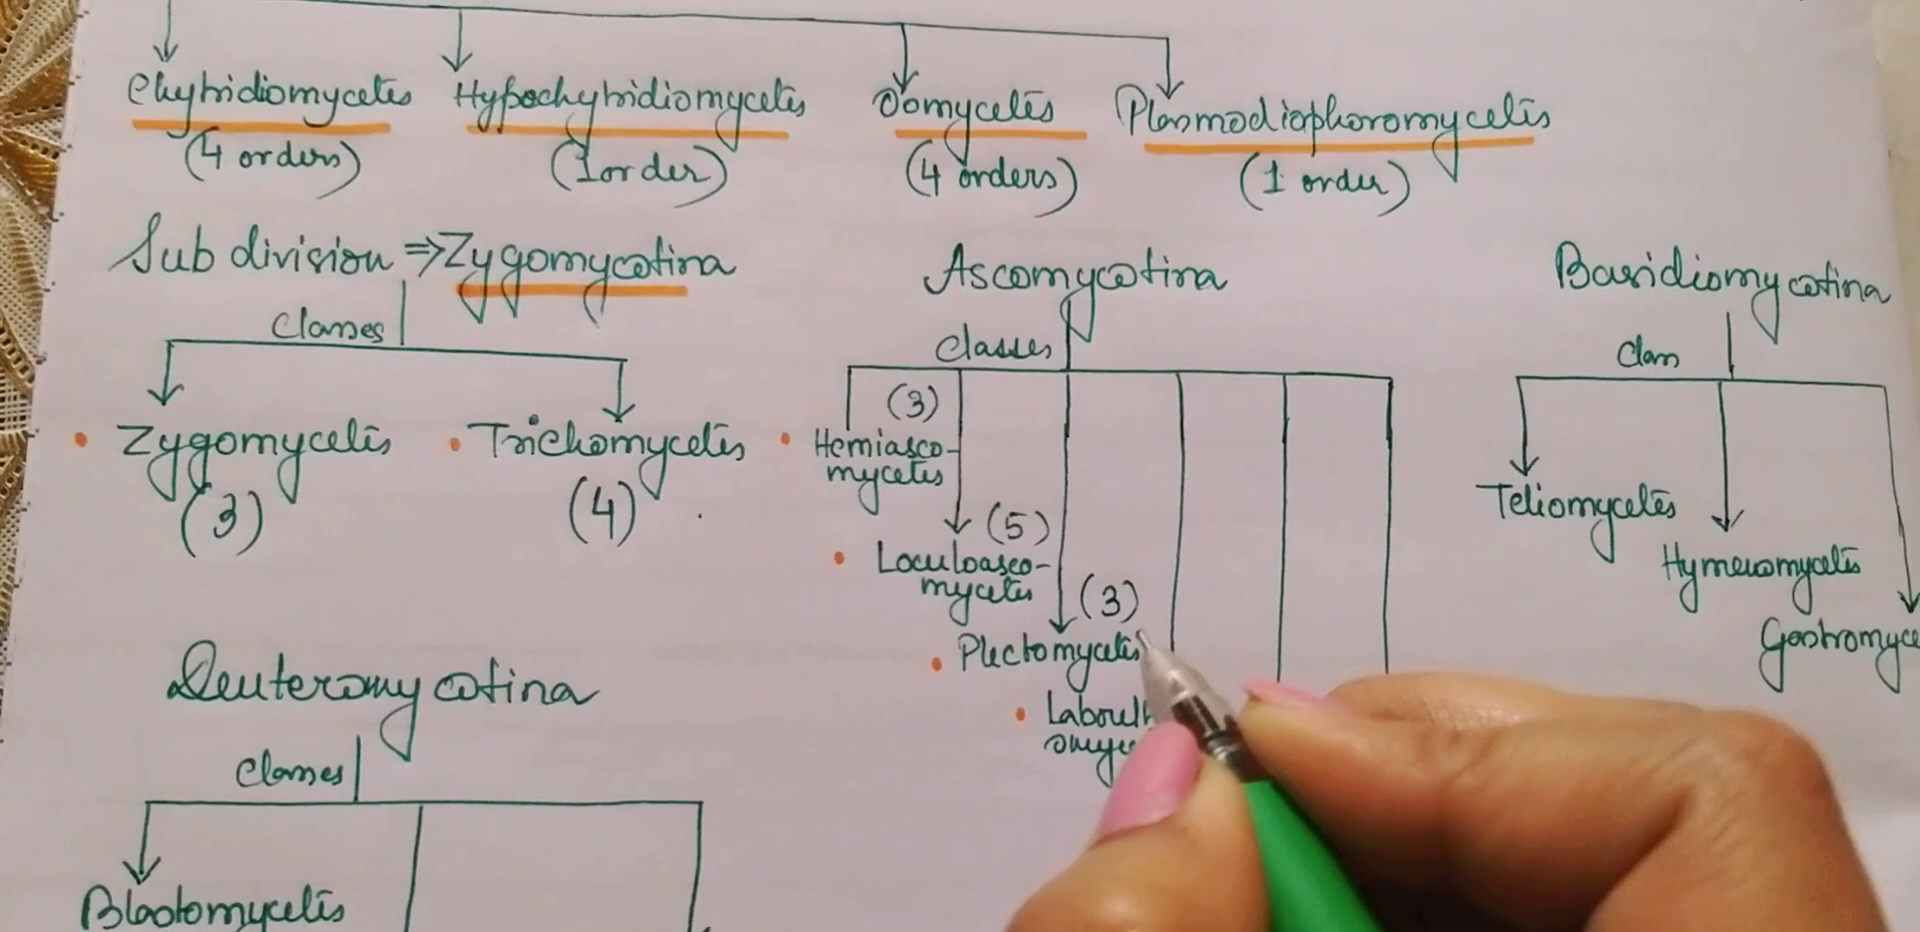 Chytridiomycetes Hyphochytridiomycetes Oomycetes Plasmodiophoromycetes
(4 orders) (1 order) (4 orders) (1 order)
Sub division ⇒ Zygomycotina
Classes
Zygomycetes Trichomycetes
(3) (4)
Ascomycotina
Classes
(3)
Hemiasco-
mycetes
(5)
Loculoasco-
mycetes
(3)
Plectomycetes
Basidiomycotina
Class
Teliomycetes
Hymenomycetes
Gastromyce
Deuteromycotina
Classes
Blastomycetes